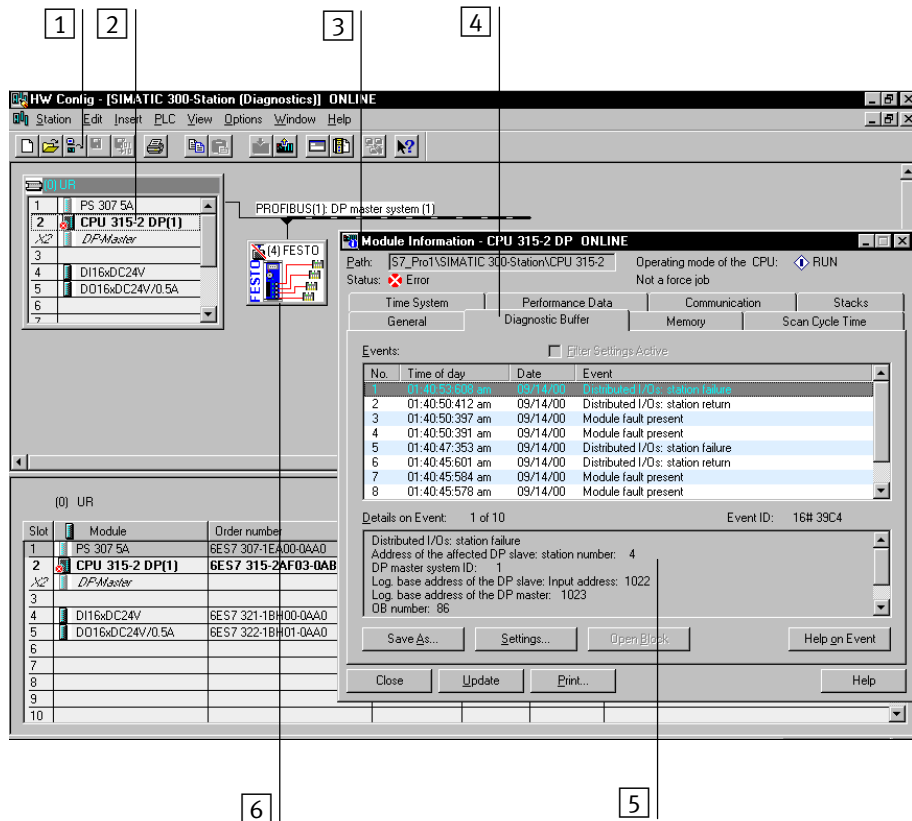 1 2 3 4
HW Config - [SIMATIC 300-Station (Diagnostics)] ONLINE
Station Edit Insert PLC View Options Window Help
(0) UR
1 PS 307 5A
2 CPU 315-2 DP(1)
X2 DP-Master
3
4 DI16xDC24V
5 DO16xDC24V/0.5A
6
7
PROFIBUS(1): DP master system (1)
(4) FESTO
FESTO
Module Information - CPU 315-2 DP ONLINE
Path: S7_Pro1\SIMATIC 300-Station\CPU 315-2 Operating mode of the CPU: RUN
Status: Error Not a force job
Time System Performance Data Communication Stacks
General Diagnostic Buffer Memory Scan Cycle Time
Events: Filter Settings Active
No. Time of day Date Event
1 01:40:53:608 am 09/14/00 Distributed I/Os: station failure
2 01:40:50:412 am 09/14/00 Distributed I/Os: station return
3 01:40:50:397 am 09/14/00 Module fault present
4 01:40:50:391 am 09/14/00 Module fault present
5 01:40:47:353 am 09/14/00 Distributed I/Os: station failure
6 01:40:45:601 am 09/14/00 Distributed I/Os: station return
7 01:40:45:584 am 09/14/00 Module fault present
8 01:40:45:578 am 09/14/00 Module fault present
Details on Event: 1 of 10 Event ID: 16# 39C4
Distributed I/Os: station failure
Address of the affected DP slave: station number: 4
DP master system ID: 1
Log. base address of the DP slave: Input address: 1022
Log. base address of the DP master: 1023
OB number: 86
Save As... Settings... Open Block Help on Event
Close Update Print... Help
(0) UR
Slot Module Order number
1 PS 307 5A 6ES7 307-1EA00-0AA0
2 CPU 315-2 DP(1) 6ES7 315-2AF03-0AB
X2 DP-Master
3
4 DI16xDC24V 6ES7 321-1BH00-0AA0
5 DO16xDC24V/0.5A 6ES7 322-1BH01-0AA0
6
7
8
9
10
6 5